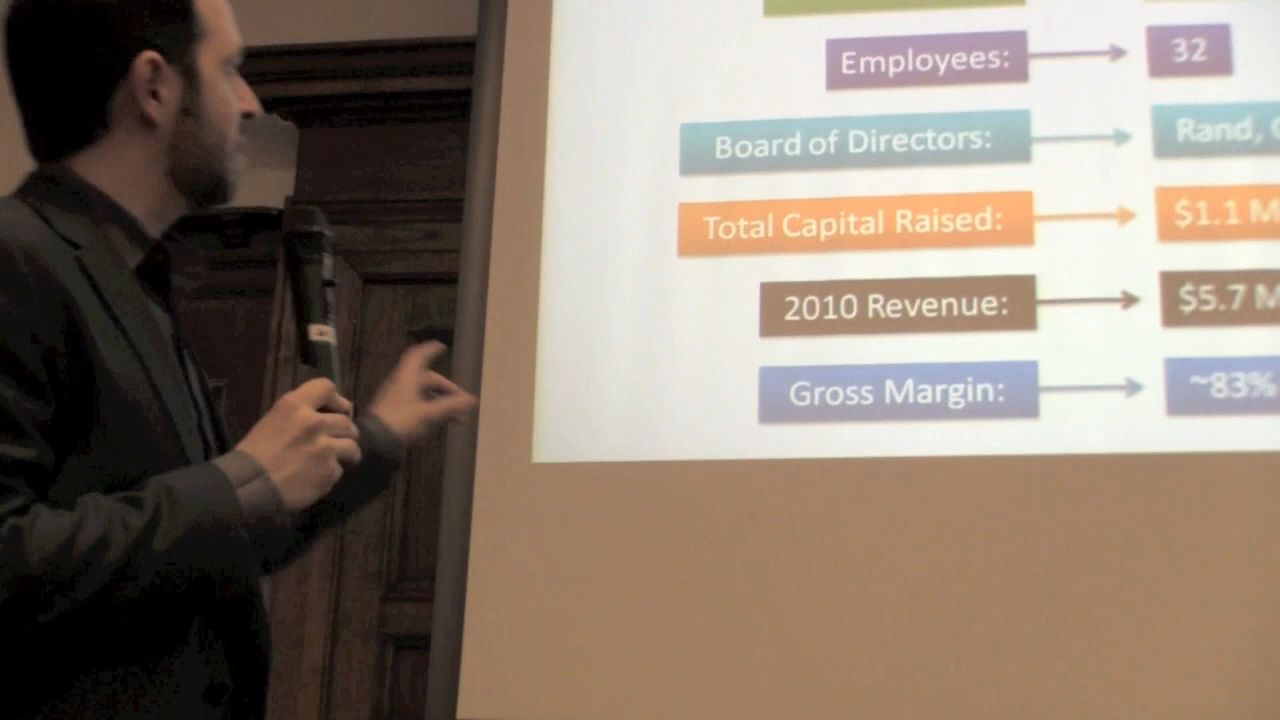 Employees: 32
Board of Directors: Rand,
Total Capital Raised: $1.1 M
2010 Revenue: $5.7 M
Gross Margin: ~83%